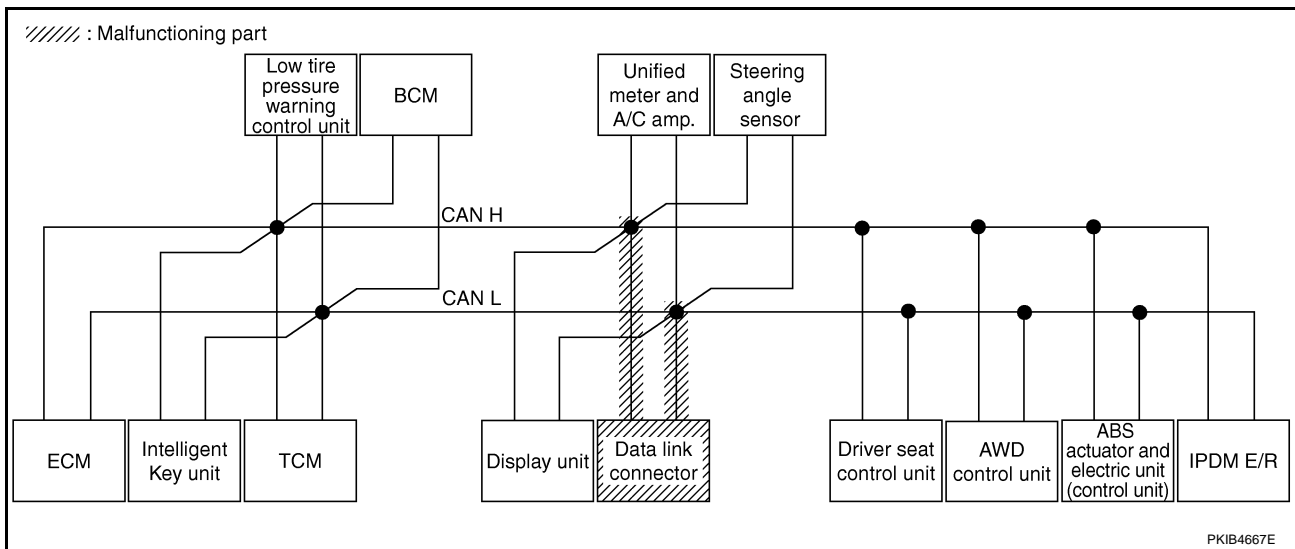 : Malfunctioning part
Low tire
pressure
warning
control unit
BCM
Unified
meter and
A/C amp.
Steering
angle
sensor
CAN H
CAN L
ECM
Intelligent
Key unit
TCM
Display unit
Data link
connector
Driver seat
control unit
AWD
control unit
ABS
actuator and
electric unit
(control unit)
IPDM E/R
PKIB4667E